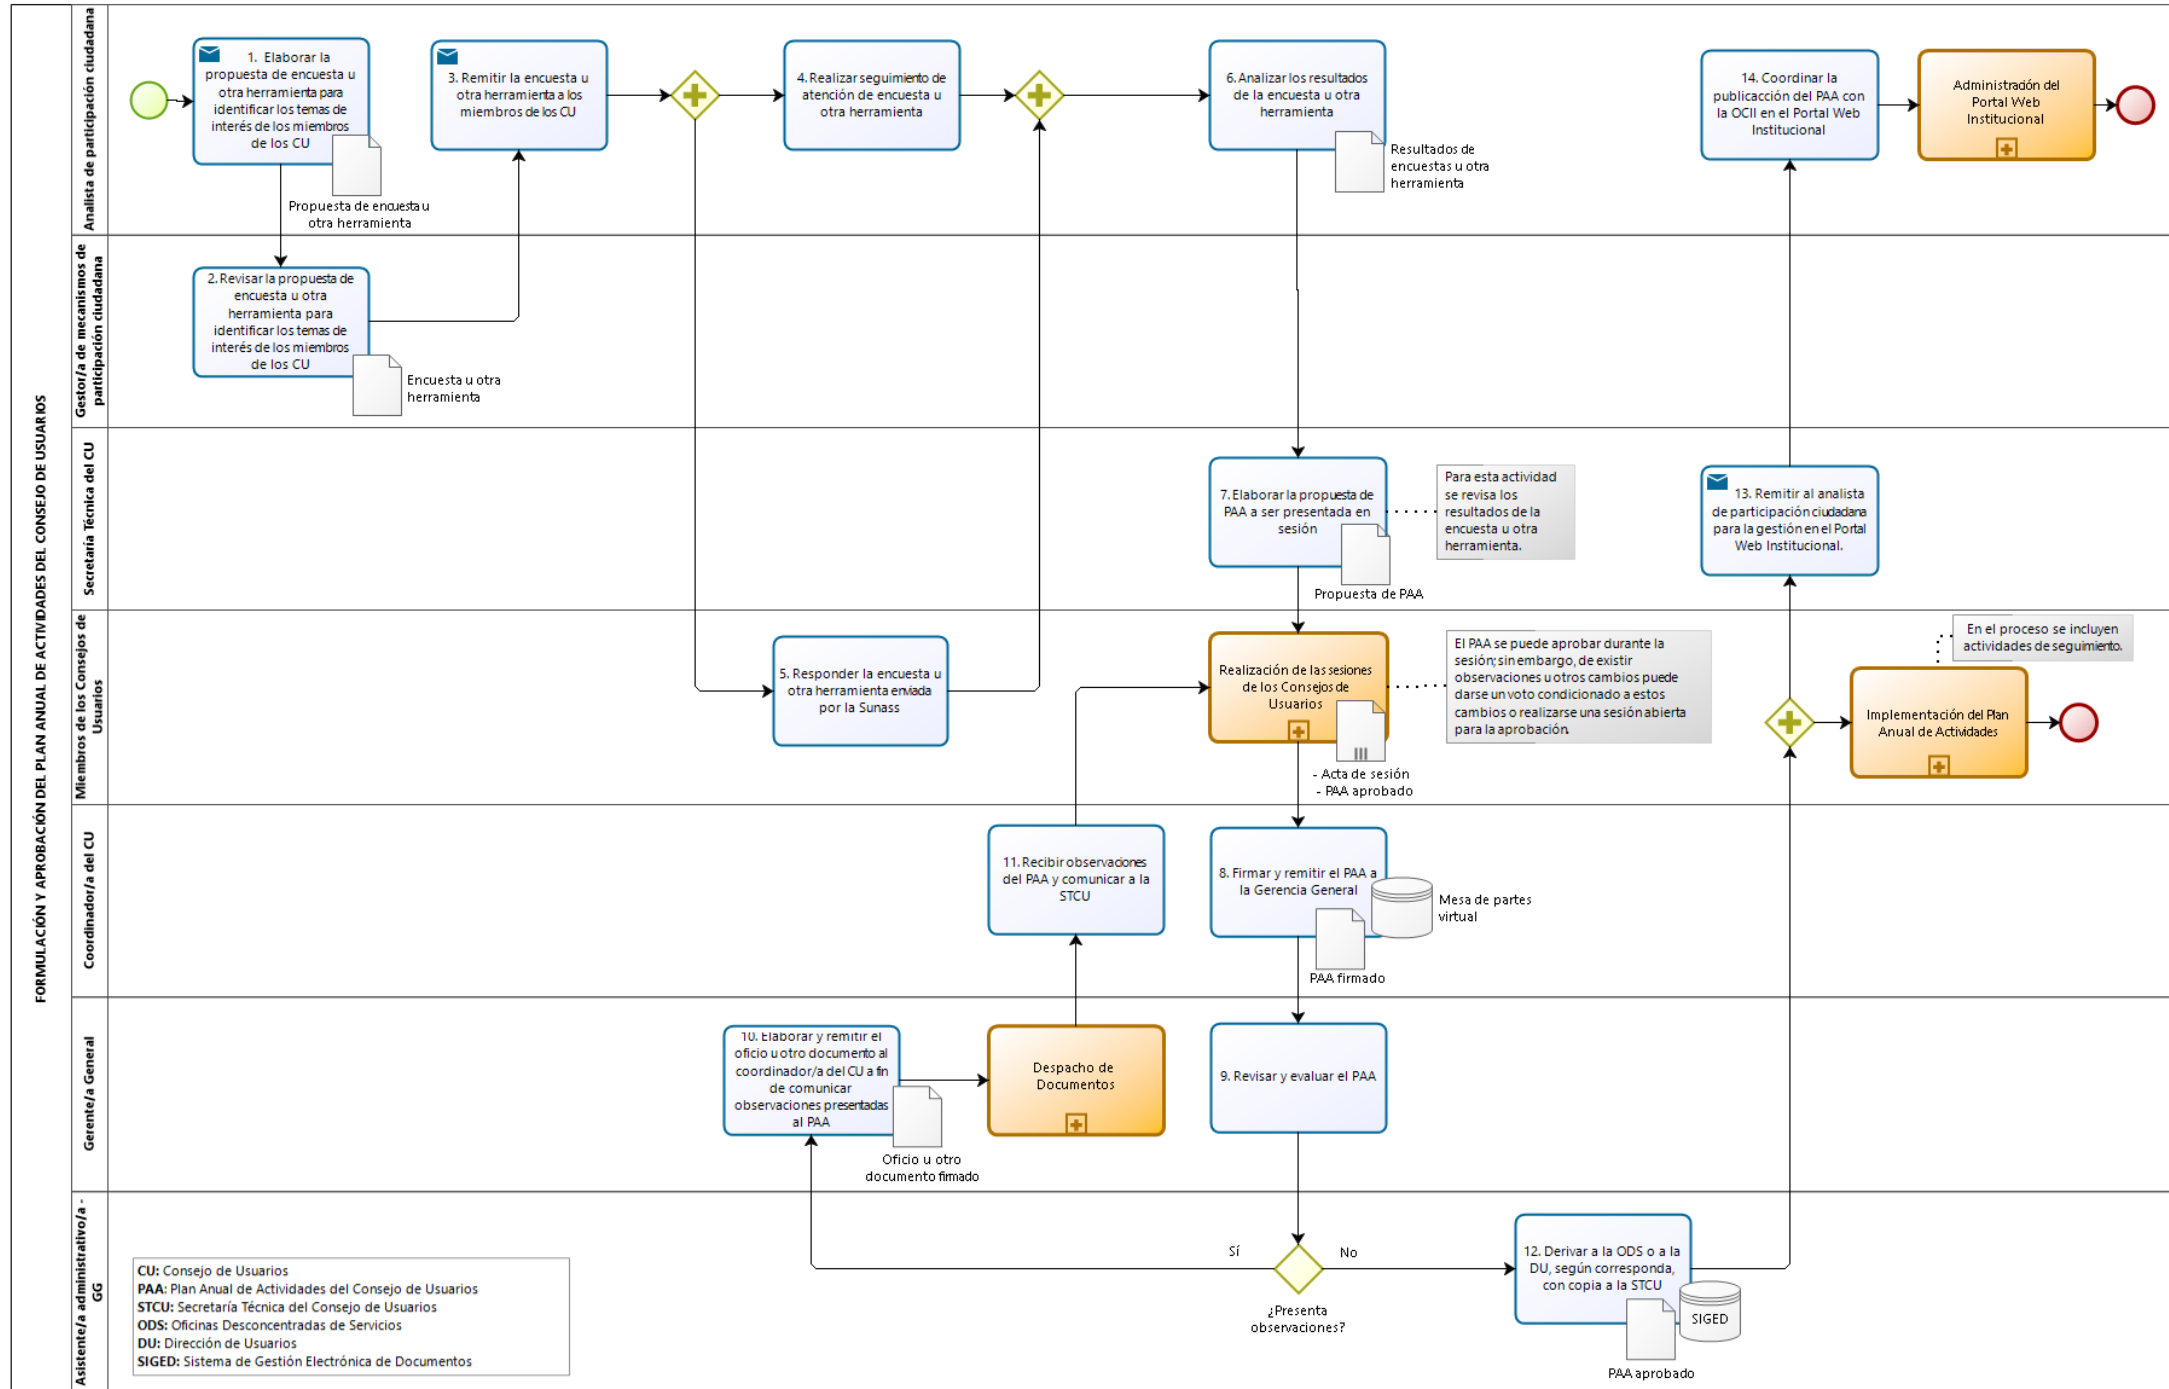 FORMULACIÓN Y APROBACIÓN DEL PLAN ANUAL DE ACTIVIDADES DEL CONSEJO DE USUARIOS
Analista de participación ciudadana
1. Elaborar la
propuesta de encuesta u
otra herramienta para
identificar los temas de
interés de los miembros
de los CU
Propuesta de encuesta u
otra herramienta
3. Remitir la encuesta u
otra herramienta a los
miembros de los CU
4. Realizar seguimiento de
atención de encuesta u
otra herramienta
6. Analizar los resultados
de la encuesta u otra
herramienta
Resultados de
encuestas u otra
herramienta
14. Coordinar la
publicacción del PAA con
la OCII en el Portal Web
Institucional
Administración del
Portal Web
Institucional
Gestor/a de mecanismos de
participación ciudadana
2. Revisar la propuesta de
encuesta u otra
herramienta para
identificar los temas de
interés de los miembros
de los CU
Encuesta u otra
herramienta
Secretaría Técnica del CU
7. Elaborar la propuesta de
PAA a ser presentada en
sesión
Propuesta de PAA
Para esta actividad
se revisa los
resultados de la
encuesta u otra
herramienta.
13. Remitir al analista
de participación ciudadana
para la gestión en el Portal
Web Institucional.
Miembros de los Consejos de
Usuarios
5. Responder la encuesta u
otra herramienta enviada
por la Sunass
Realización de las sesiones
de los Consejos de
Usuarios
- Acta de sesión
- PAA aprobado
El PAA se puede aprobar durante la
sesión; sin embargo, de existir
observaciones u otros cambios puede
darse un voto condicionado a estos
cambios o realizarse una sesión abierta
para la aprobación.
En el proceso se incluyen
actividades de seguimiento.
Implementación del Plan
Anual de Actividades
Coordinador/a del CU
11. Recibir observaciones
del PAA y comunicar a la
STCU
8. Firmar y remitir el PAA a
la Gerencia General
Mesa de partes
virtual
PAA firmado
Gerente/a General
10. Elaborar y remitir el
oficio u otro documento al
coordinador/a del CU a fin
de comunicar
observaciones presentadas
al PAA
Oficio u otro
documento firmado
Despacho de
Documentos
9. Revisar y evaluar el PAA
Asistente/a administrativo/a -
GG
Sí
No
¿Presenta
observaciones?
12. Derivar a la ODS o a la
DU, según corresponda,
con copia a la STCU
SIGED
PAA aprobado
CU: Consejo de Usuarios
PAA: Plan Anual de Actividades del Consejo de Usuarios
STCU: Secretaría Técnica del Consejo de Usuarios
ODS: Oficinas Desconcentradas de Servicios
DU: Dirección de Usuarios
SIGED: Sistema de Gestión Electrónica de Documentos